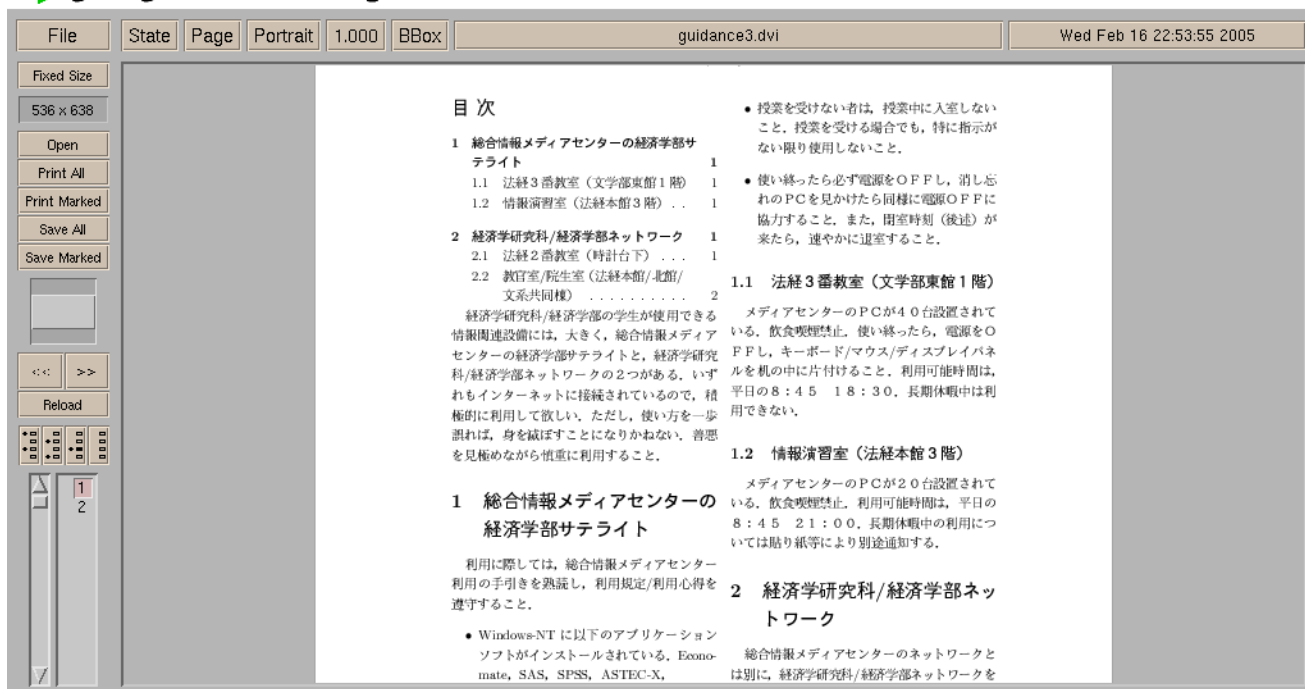 File
State
Page
Portrait
1.000
BBox
guidance3.dvi
Wed Feb 16 22:53:55 2005
Fixed Size
536 x 638
Open
Print All
Print Marked
Save All
Save Marked
<<
>>
Reload
1
2
目 次
1 総合情報メディアセンターの経済学部サ
テライト 1
1.1 法経3番教室（文学部東館1階） 1
1.2 情報演習室（法経本館3階）. . 1
2 経済学研究科/経済学部ネットワーク 1
2.1 法経2番教室（時計台下）. . . 1
2.2 教官室/院生室（法経本館/北館/
文系共同棟） . . . . . . . . . . 2
経済学研究科/経済学部の学生が使用できる
情報関連設備には，大きく，総合情報メディア
センターの経済学部サテライトと，経済学研究
科/経済学部ネットワークの2つがある．いず
れもインターネットに接続されているので，積
極的に利用して欲しい．ただし，使い方を一歩
誤れば，身を滅ぼすことになりかねない．善悪
を見極めながら慎重に利用すること．
1 総合情報メディアセンターの
経済学部サテライト
利用に際しては，総合情報メディアセンター
利用の手引きを熟読し，利用規定/利用心得を
遵守すること．
• Windows-NT に以下のアプリケーション
ソフトがインストールされている．Econo-
mate，SAS，SPSS，ASTEC-X，
• 授業を受けない者は，授業中に入室しない
こと．授業を受ける場合でも，特に指示が
ない限り使用しないこと．
• 使い終ったら必ず電源をＯＦＦし，消し忘
れのＰＣを見かけたら同様に電源ＯＦＦに
協力すること．また，閉室時刻（後述）が
来たら，速やかに退室すること．
1.1 法経3番教室（文学部東館1階）
メディアセンターのＰＣが４０台設置されて
いる．飲食喫煙禁止．使い終ったら，電源をＯ
ＦＦし，キーボード/マウス/ディスプレイパネ
ルを机の中に片付けること．利用可能時間は，
平日の８：４５　１８：３０．長期休暇中は利
用できない．
1.2 情報演習室（法経本館3階）
メディアセンターのＰＣが２０台設置されて
いる．飲食喫煙禁止．利用可能時間は，平日の
８：４５　２１：００．長期休暇中の利用につ
いては貼り紙等により別途通知する．
2 経済学研究科/経済学部ネッ
トワーク
総合情報メディアセンターのネットワークと
は別に，経済学研究科/経済学部ネットワークを